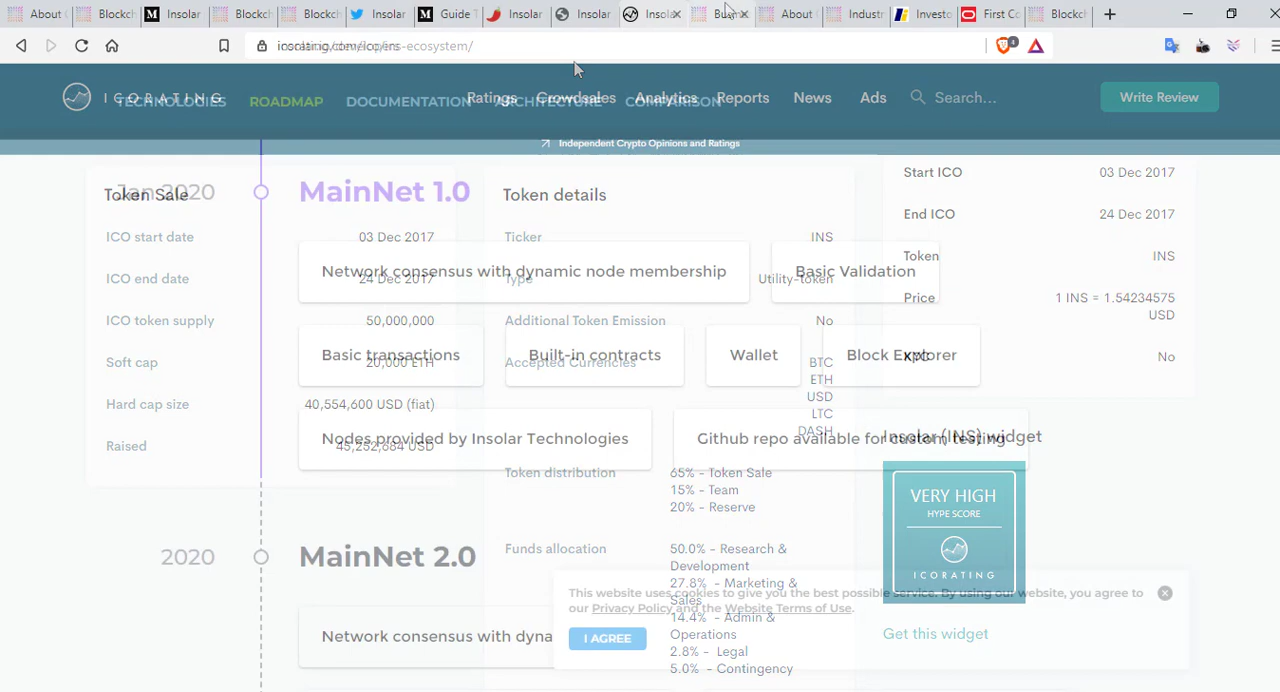 About
Blockch
Insolar
Blockch
Blockch
Insolar
Guide T
Insolar
Insolar
Insola
About
Industr
Investo
First Co
Blockch
TECHNOLOGIES ROADMAP DOCUMENTATION ARCHITECTURE COMPARISON
ICORATING Ratings Crowdsales Analytics Reports News Ads Search... Write Review
Independent Crypto Opinions and Ratings
Jan 2020 MainNet 1.0
Network consensus with dynamic node membership Basic Validation
Basic transactions Built-in contracts Wallet Block Explorer
Nodes provided by Insolar Technologies Github repo available for custom testing
2020 MainNet 2.0
Network consensus with dyna
Token Sale
ICO start date 03 Dec 2017
ICO end date 24 Dec 2017
ICO token supply 50,000,000
Soft cap 20,000 ETH
Hard cap size 40,554,600 USD (fiat)
Raised 45,252,684 USD
Token details
Ticker INS
Type Utility-token
Additional Token Emission No
Accepted Currencies BTC
ETH
USD
LTC
DASH
Token distribution 65% - Token Sale
15% - Team
20% - Reserve
Funds allocation 50.0% - Research &
Development
27.8% - Marketing &
Sales
14.4% - Admin &
Operations
2.8% - Legal
5.0% - Contingency
Start ICO 03 Dec 2017
End ICO 24 Dec 2017
Token INS
Price 1 INS = 1.54234575
USD
KYC No
Insolar (INS) widget
VERY HIGH
HYPE SCORE
ICORATING
Get this widget
This website uses cookies to give you the best possible service. By using our website, you agree to
our Privacy Policy and the Website Terms of Use.
I AGREE